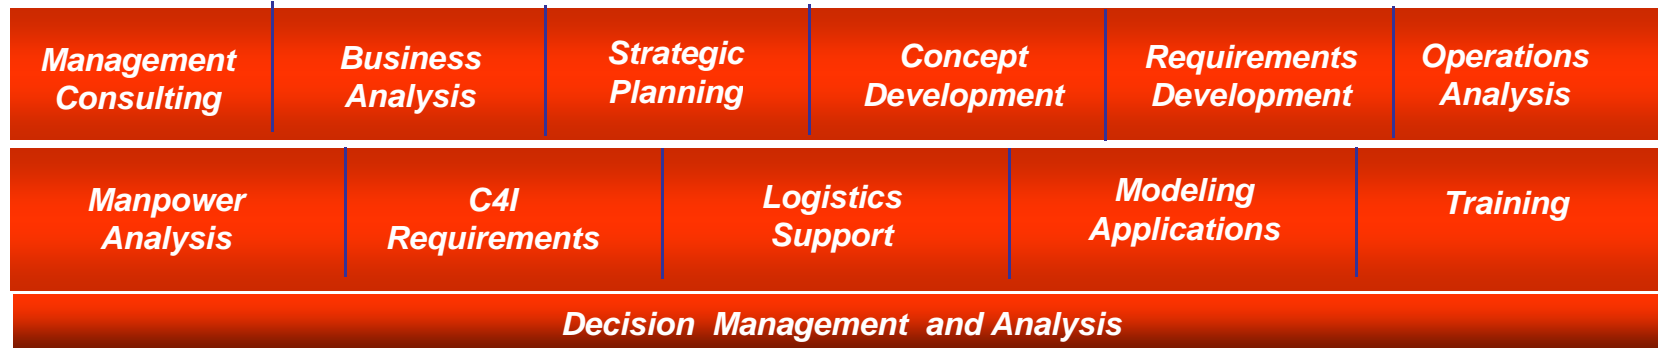 Management
Consulting
Business
Analysis
Strategic
Planning
Concept
Development
Requirements
Development
Operations
Analysis
Manpower
Analysis
C4I
Requirements
Logistics
Support
Modeling
Applications
Training
Decision Management and Analysis